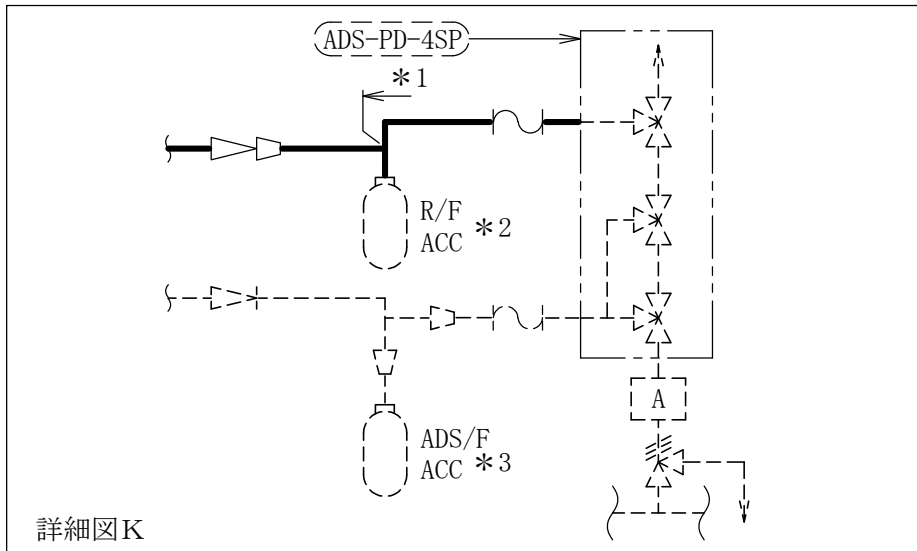 ADS-PD-4SP
*1
R/F
ACC *2
A
ADS/F
ACC *3
詳細図K